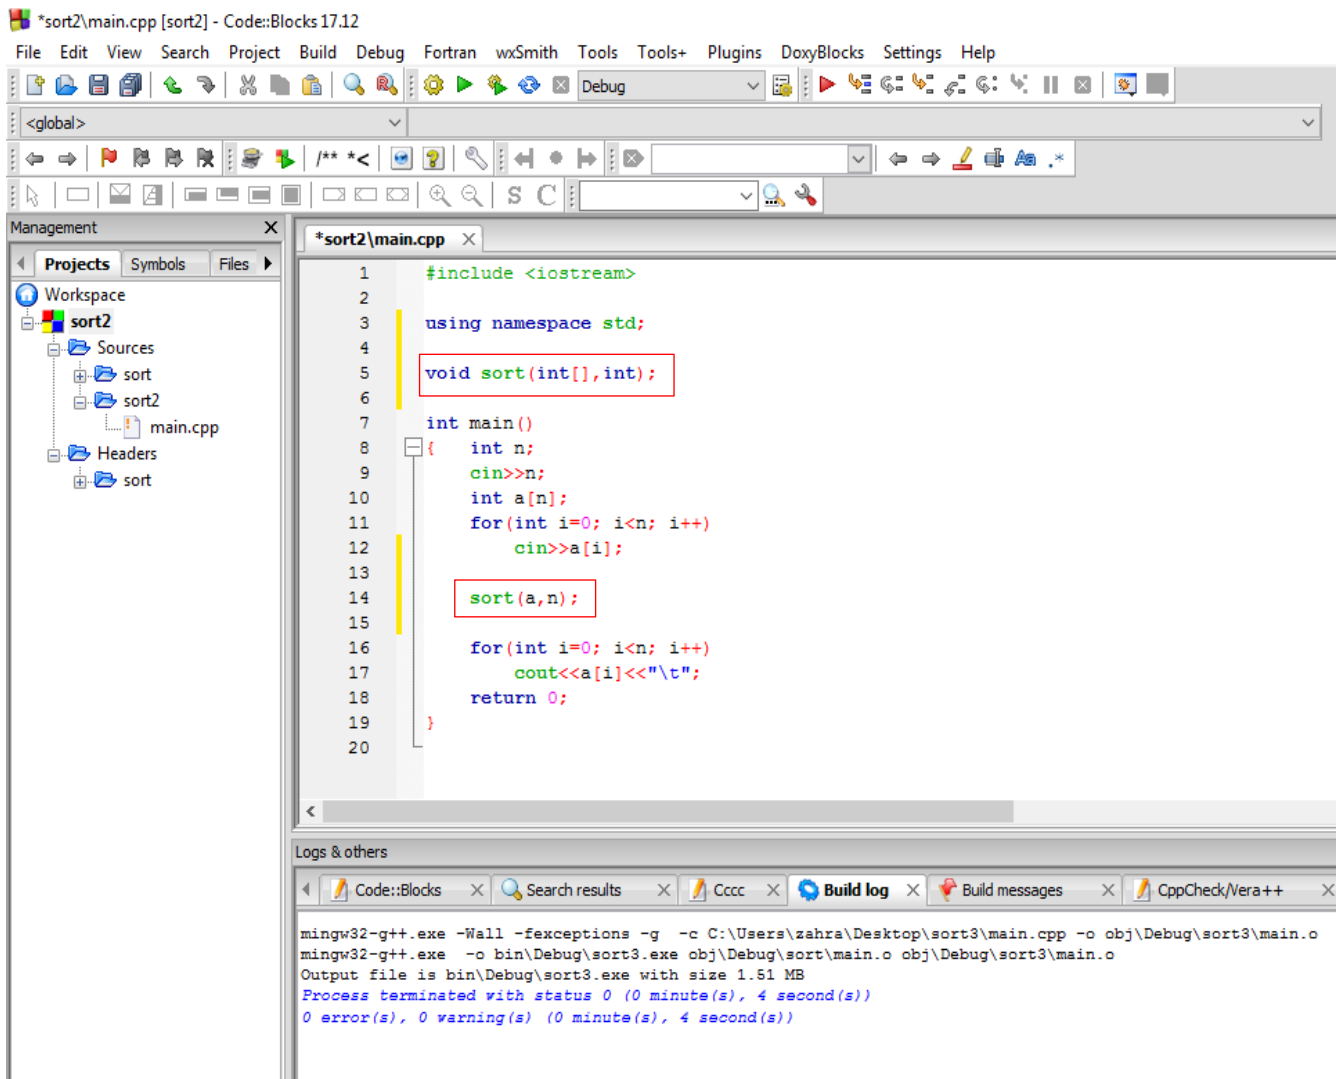 *sort2\main.cpp [sort2] - Code::Blocks 17.12
File Edit View Search Project Build Debug Fortran wxSmith Tools Tools+ Plugins DoxyBlocks Settings Help
Debug
<global>
/** *<
S C
Management X
Projects Symbols Files
*sort2\main.cpp
Workspace
sort2
Sources
sort
sort2
main.cpp
Headers
sort
1 #include <iostream>
2
3 using namespace std;
4
5 void sort(int[],int);
6
7 int main()
8 { int n;
9 cin>>n;
10 int a[n];
11 for(int i=0; i<n; i++)
12 cin>>a[i];
13
14 sort(a,n);
15
16 for(int i=0; i<n; i++)
17 cout<<a[i]<<"\t";
18 return 0;
19 }
20
Logs & others
Code::Blocks Search results Cccc Build log Build messages CppCheck/Vera++
mingw32-g++.exe -Wall -fexceptions -g -c C:\Users\zahra\Desktop\sort3\main.cpp -o obj\Debug\sort3\main.o
mingw32-g++.exe -o bin\Debug\sort3.exe obj\Debug\sort\main.o obj\Debug\sort3\main.o
Output file is bin\Debug\sort3.exe with size 1.51 MB
Process terminated with status 0 (0 minute(s), 4 second(s))
0 error(s), 0 warning(s) (0 minute(s), 4 second(s))